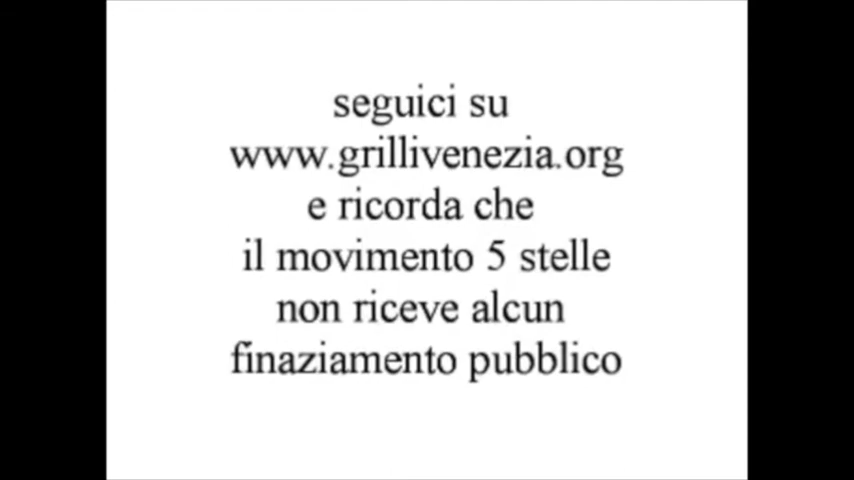 seguici su
www.grillivenezia.org
e ricorda che
il movimento 5 stelle
non riceve alcun
finaziamento pubblico